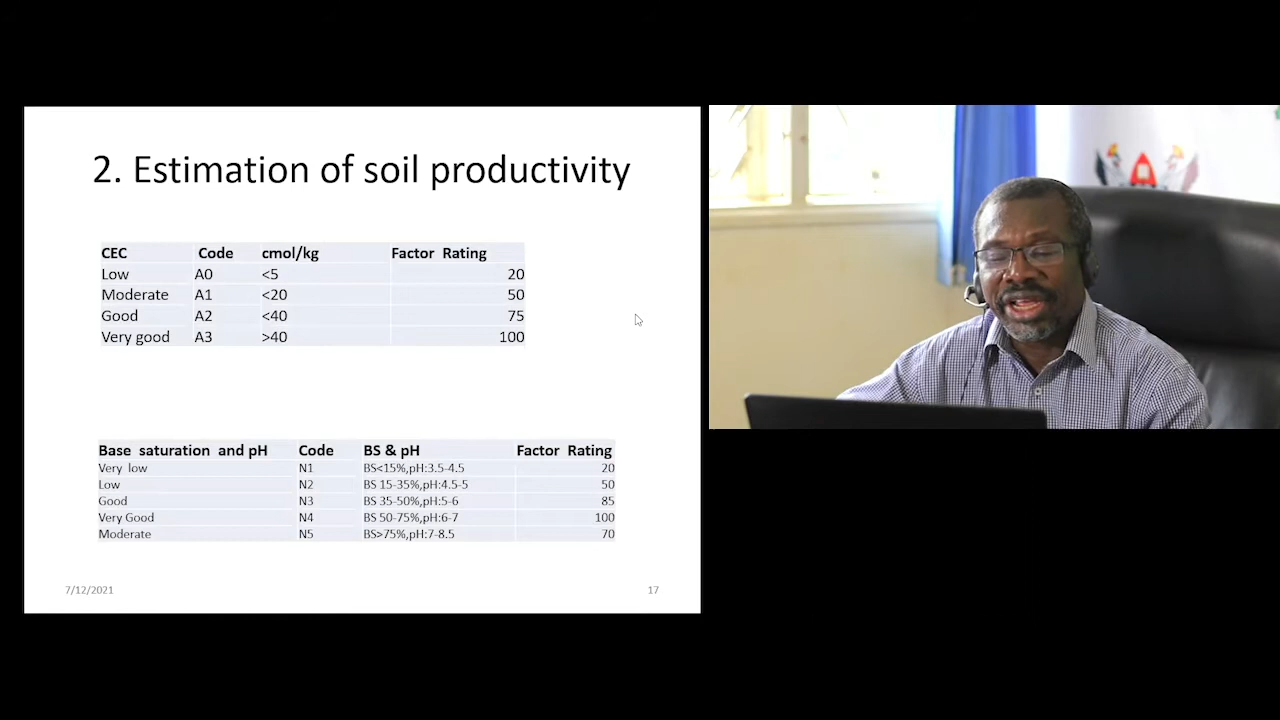 2. Estimation of soil productivity
CEC Code cmol/kg Factor Rating
Low A0 <5 20
Moderate A1 <20 50
Good A2 <40 75
Very good A3 >40 100
Base saturation and pH Code BS & pH Factor Rating
Very low N1 BS<15%,pH:3.5-4.5 20
Low N2 BS 15-35%,pH:4.5-5 50
Good N3 BS 35-50%,pH:5-6 85
Very Good N4 BS 50-75%,pH:6-7 100
Moderate N5 BS>75%,pH:7-8.5 70
7/12/2021 17